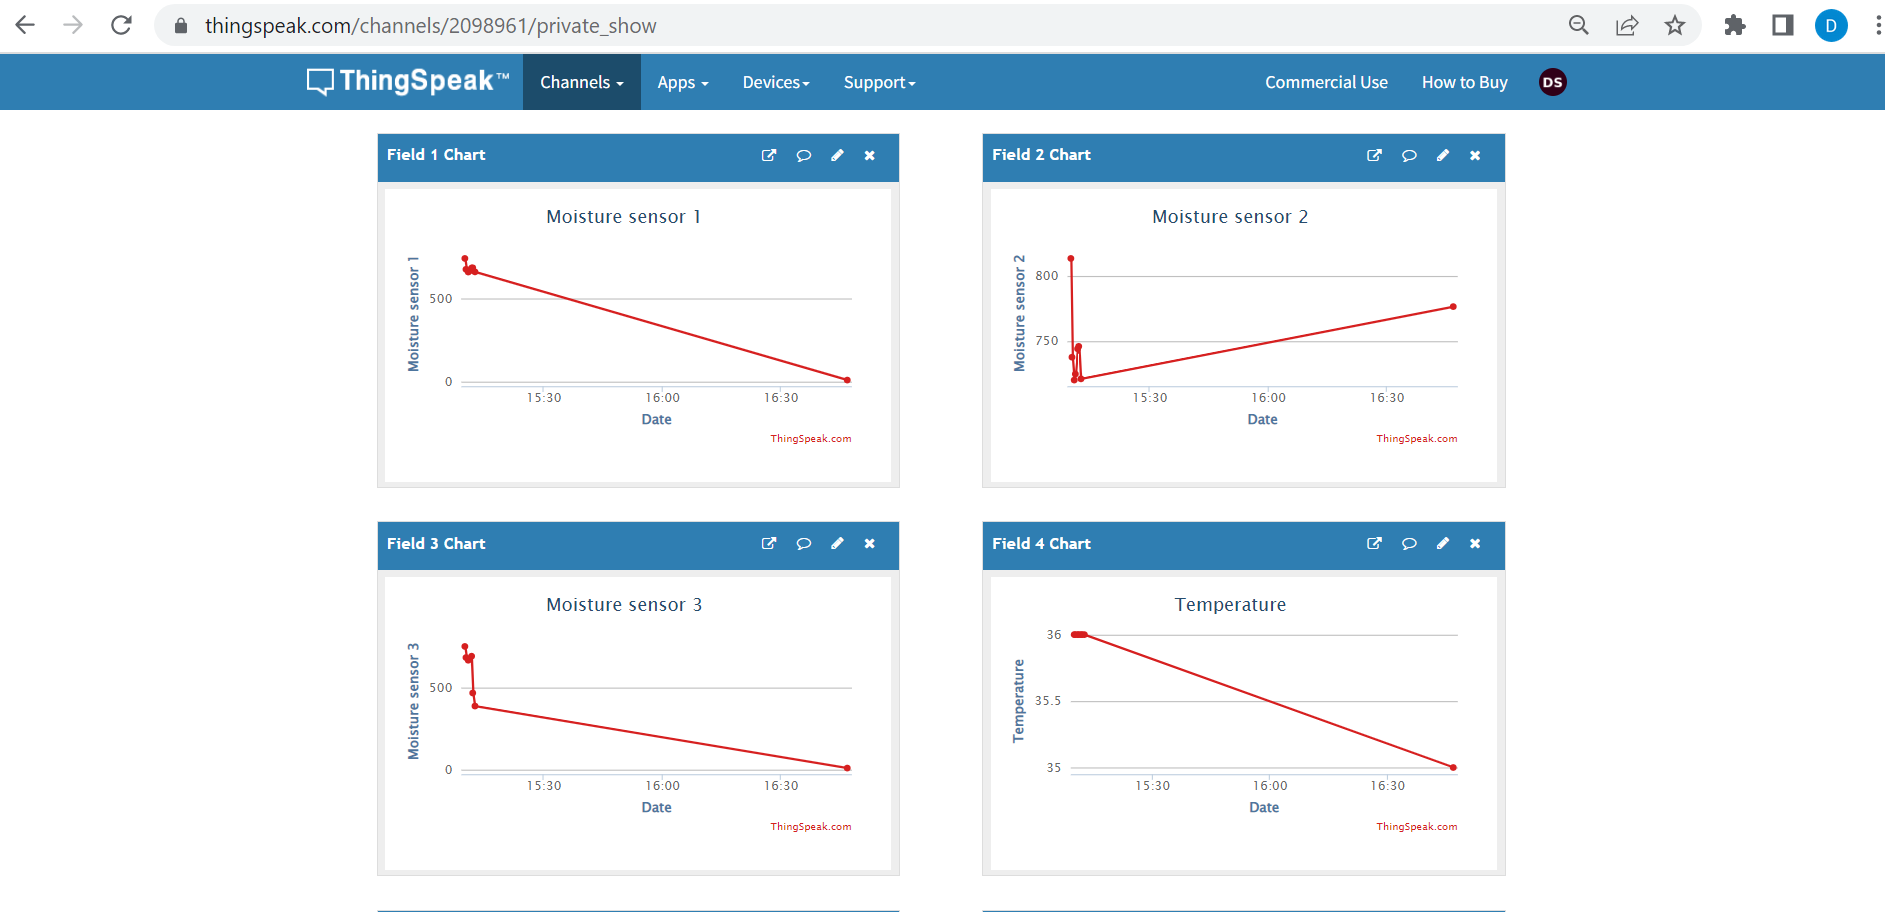 thingspeak.com/channels/2098961/private_show
D
ThingSpeak™ Channels Apps Devices Support Commercial Use How to Buy DS
Field 1 Chart
Moisture sensor 1
Moisture sensor 1
500
0
15:30 16:00 16:30
Date
ThingSpeak.com
Field 2 Chart
Moisture sensor 2
Moisture sensor 2
800
750
15:30 16:00 16:30
Date
ThingSpeak.com
Field 3 Chart
Moisture sensor 3
Moisture sensor 3
500
0
15:30 16:00 16:30
Date
ThingSpeak.com
Field 4 Chart
Temperature
Temperature
36
35.5
35
15:30 16:00 16:30
Date
ThingSpeak.com